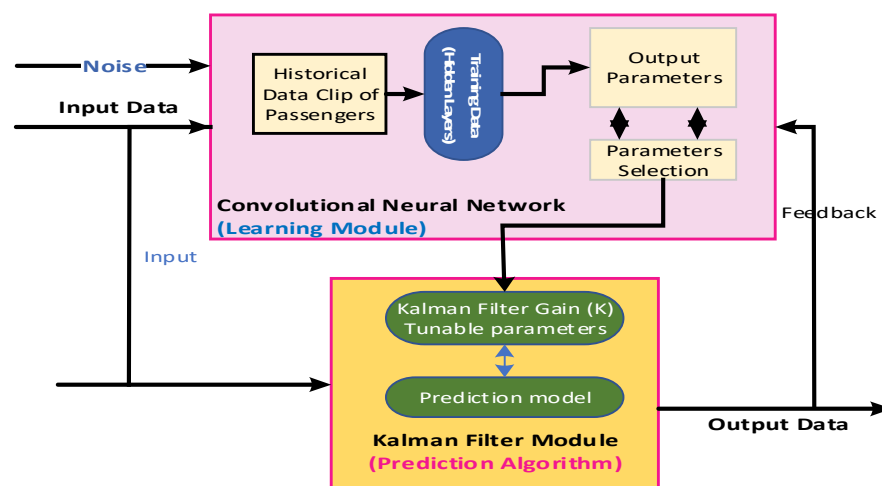 Noise
Input Data
Historical
Data Clip of
Passengers
Training Data
(Hidden Layers)
Output
Parameters
Parameters
Selection
Convolutional Neural Network
(Learning Module)
Feedback
Input
Kalman Filter Gain (K)
Tunable parameters
Prediction model
Kalman Filter Module
(Prediction Algorithm)
Output Data